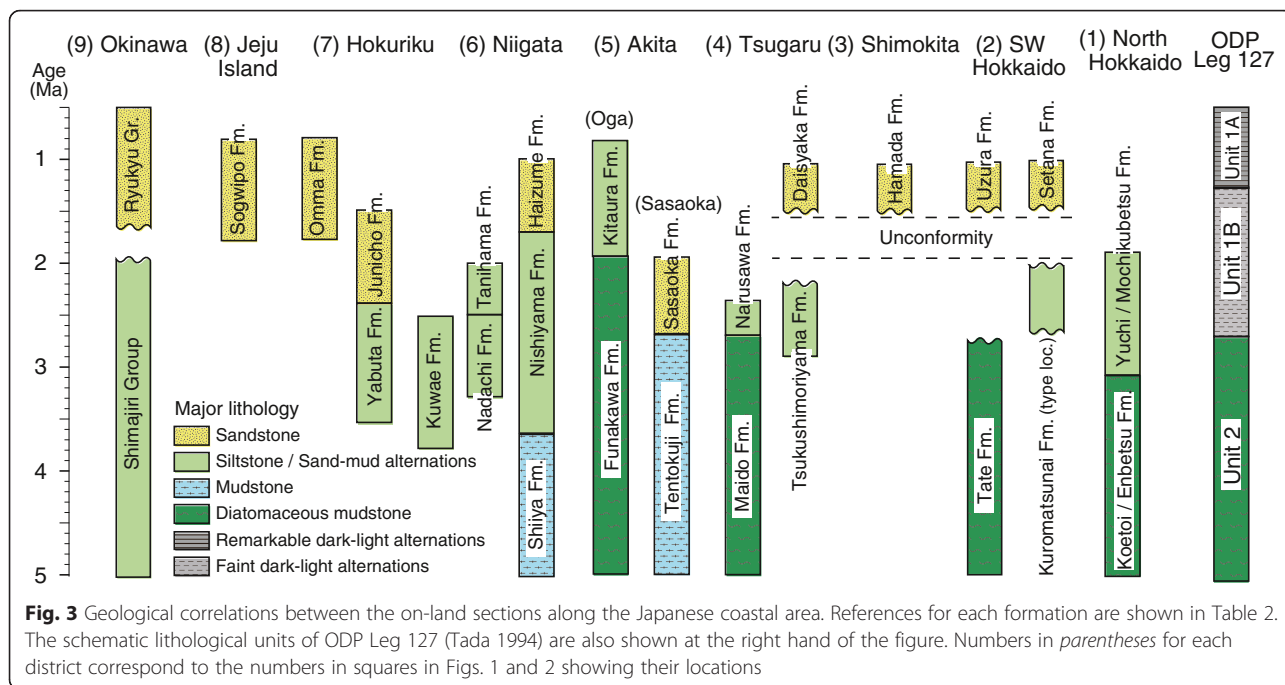 (9) Okinawa
(8) Jeju
Island
(7) Hokuriku
(6) Niigata
(5) Akita
(4) Tsugaru
(3) Shimokita
(2) SW
Hokkaido
(1) North
Hokkaido
ODP
Leg 127
Age
(Ma)
1
2
3
4
5
Ryukyu Gr.
Shimajiri Group
Sogwipo Fm.
Omma Fm.
Junicho Fm.
Yabuta Fm.
Kuwae Fm.
Tanihama Fm.
Nadachi Fm.
Haizume Fm.
Nishiyama Fm.
Shiiya Fm.
(Oga)
Kitaura Fm.
Funakawa Fm.
(Sasaoka)
Sasaoka Fm.
Tentokuji Fm.
Narusawa Fm.
Maido Fm.
Daisyaka Fm.
Tsukushimoriyama Fm.
Hamada Fm.
Unconformity
Uzura Fm.
Tate Fm.
Setana Fm.
Kuromatsunai Fm. (type loc.)
Yuchi / Mochikubetsu Fm.
Koetoi / Enbetsu Fm.
Unit 1A
Unit 1B
Unit 2
Major lithology
Sandstone
Siltstone / Sand-mud alternations
Mudstone
Diatomaceous mudstone
Remarkable dark-light alternations
Faint dark-light alternations
Fig. 3 Geological correlations between the on-land sections along the Japanese coastal area. References for each formation are shown in Table 2.
The schematic lithological units of ODP Leg 127 (Tada 1994) are also shown at the right hand of the figure. Numbers in parentheses for each
district correspond to the numbers in squares in Figs. 1 and 2 showing their locations